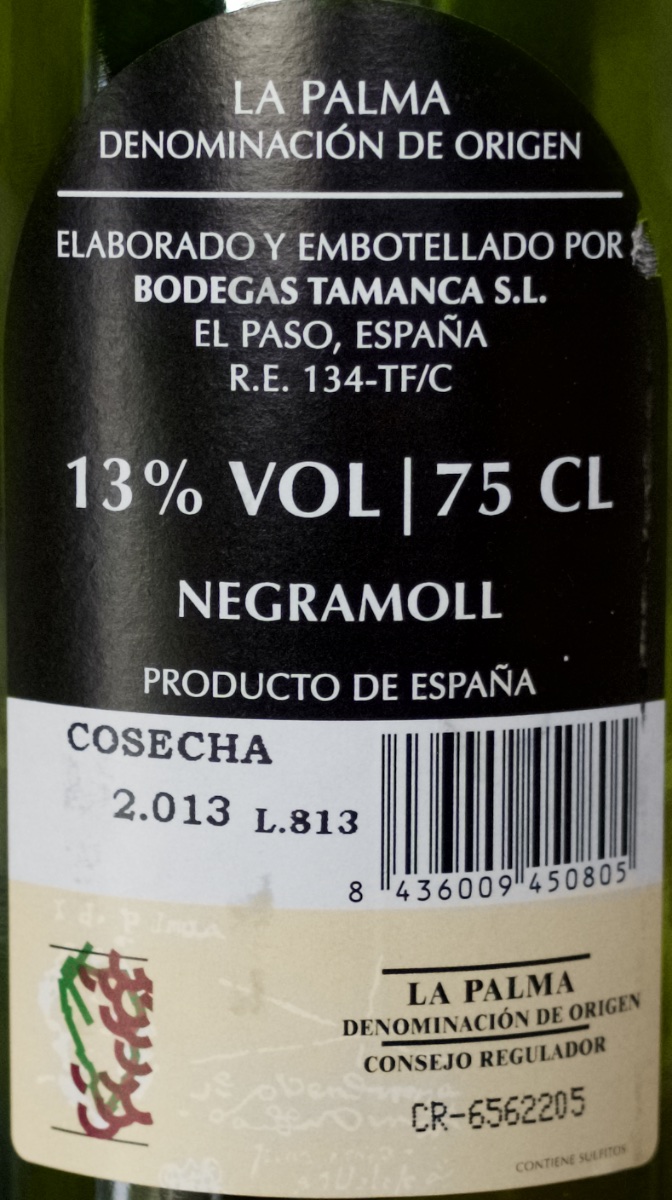 LA PALMA
DENOMINACIÓN DE ORIGEN
ELABORADO Y EMBOTELLADO POR
BODEGAS TAMANCA S.L.
EL PASO, ESPAÑA
R.E. 134-TF/C
13% VOL | 75 CL
NEGRAMOLL
PRODUCTO DE ESPAÑA
COSECHA
2.013 L.813
8 436009 450805
LA PALMA
DENOMINACIÓN DE ORIGEN
CONSEJO REGULADOR
CR-6562205
CONTIENE SULFITOS